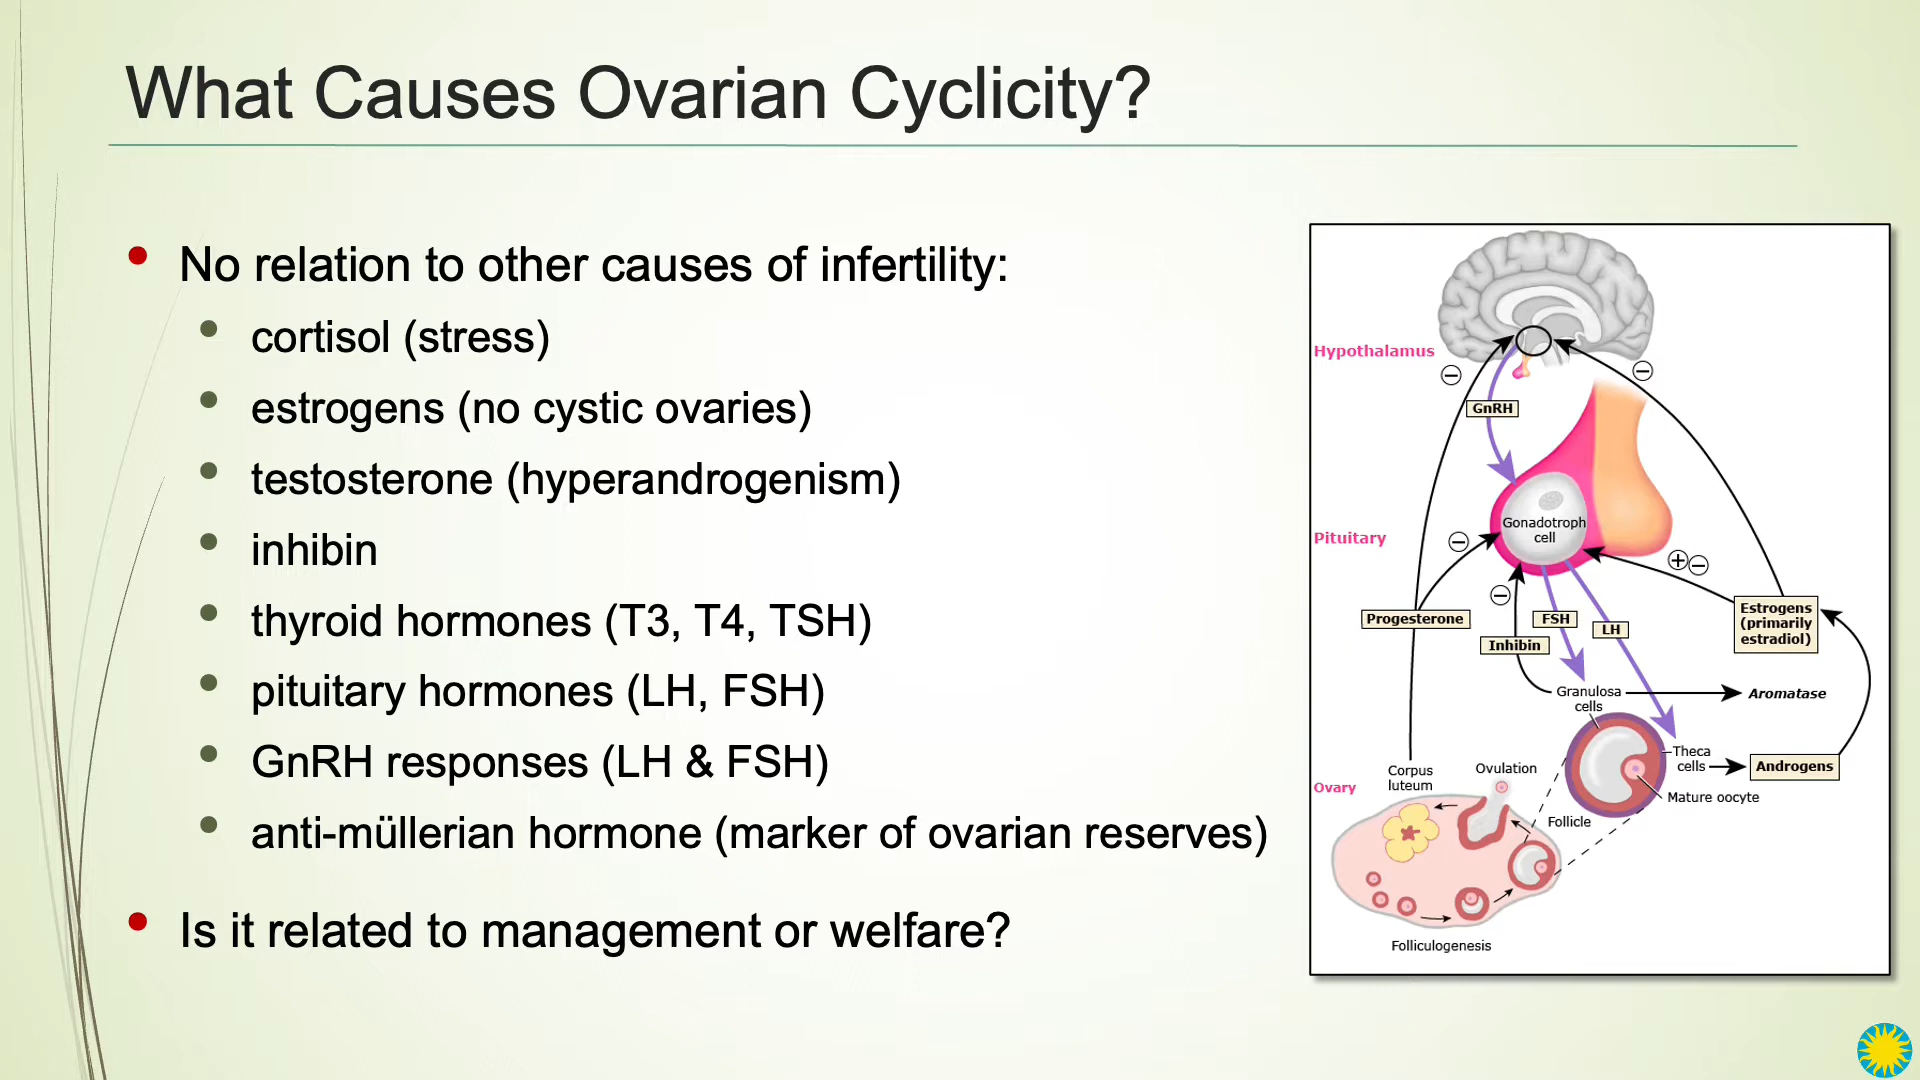 What Causes Ovarian Cyclicity?
No relation to other causes of infertility:
cortisol (stress)
estrogens (no cystic ovaries)
testosterone (hyperandrogenism)
inhibin
thyroid hormones (T3, T4, TSH)
pituitary hormones (LH, FSH)
GnRH responses (LH & FSH)
anti-müllerian hormone (marker of ovarian reserves)
Is it related to management or welfare?
Hypothalamus
GnRH
Gonadotroph
cell
Pituitary
Progesterone
FSH
LH
Inhibin
Estrogens
(primarily
estradiol)
Granulosa
cells
Aromatase
Theca
cells
Androgens
Mature oocyte
Corpus
luteum
Ovulation
Ovary
Follicle
Folliculogenesis